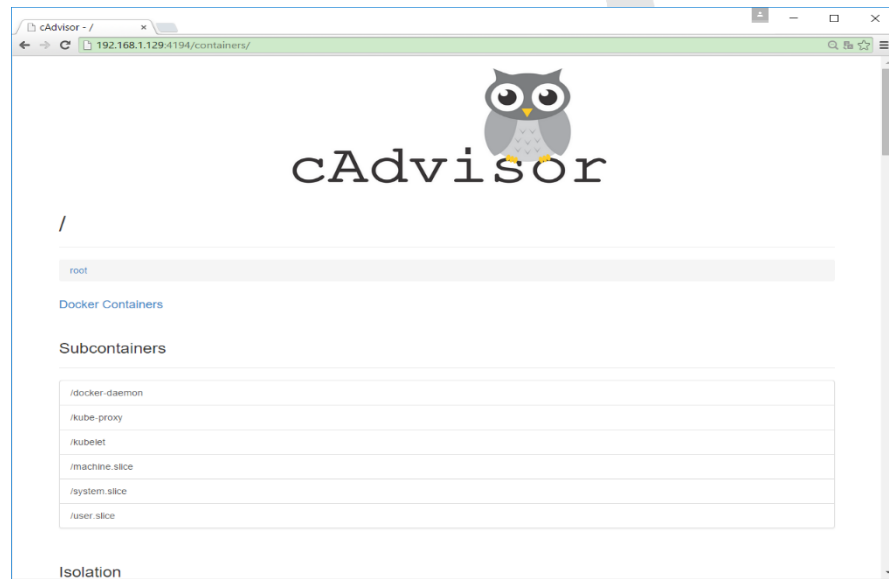 cAdvisor - /
192.168.1.129:4194/containers/
cAdvisor
/
root
Docker Containers
Subcontainers
/docker-daemon
/kube-proxy
/kubelet
/machine.slice
/system.slice
/user.slice
Isolation